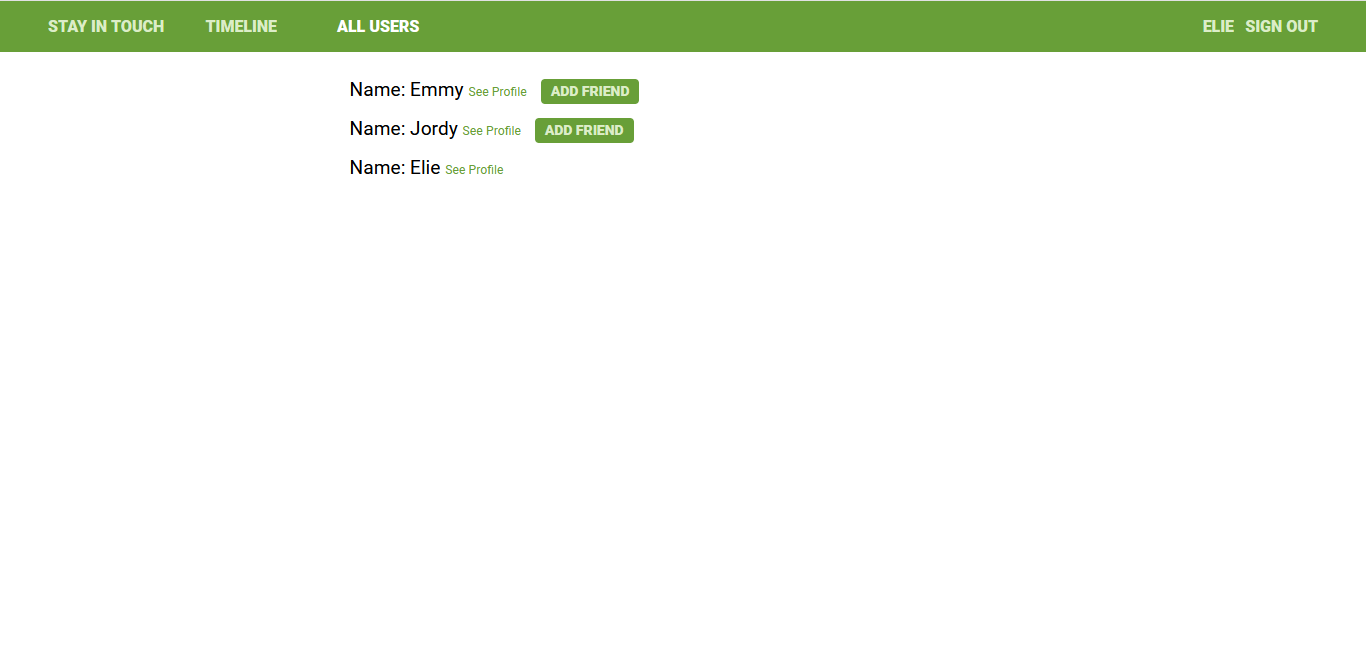 STAY IN TOUCH TIMELINE ALL USERS ELIE SIGN OUT
Name: Emmy See Profile ADD FRIEND
Name: Jordy See Profile ADD FRIEND
Name: Elie See Profile